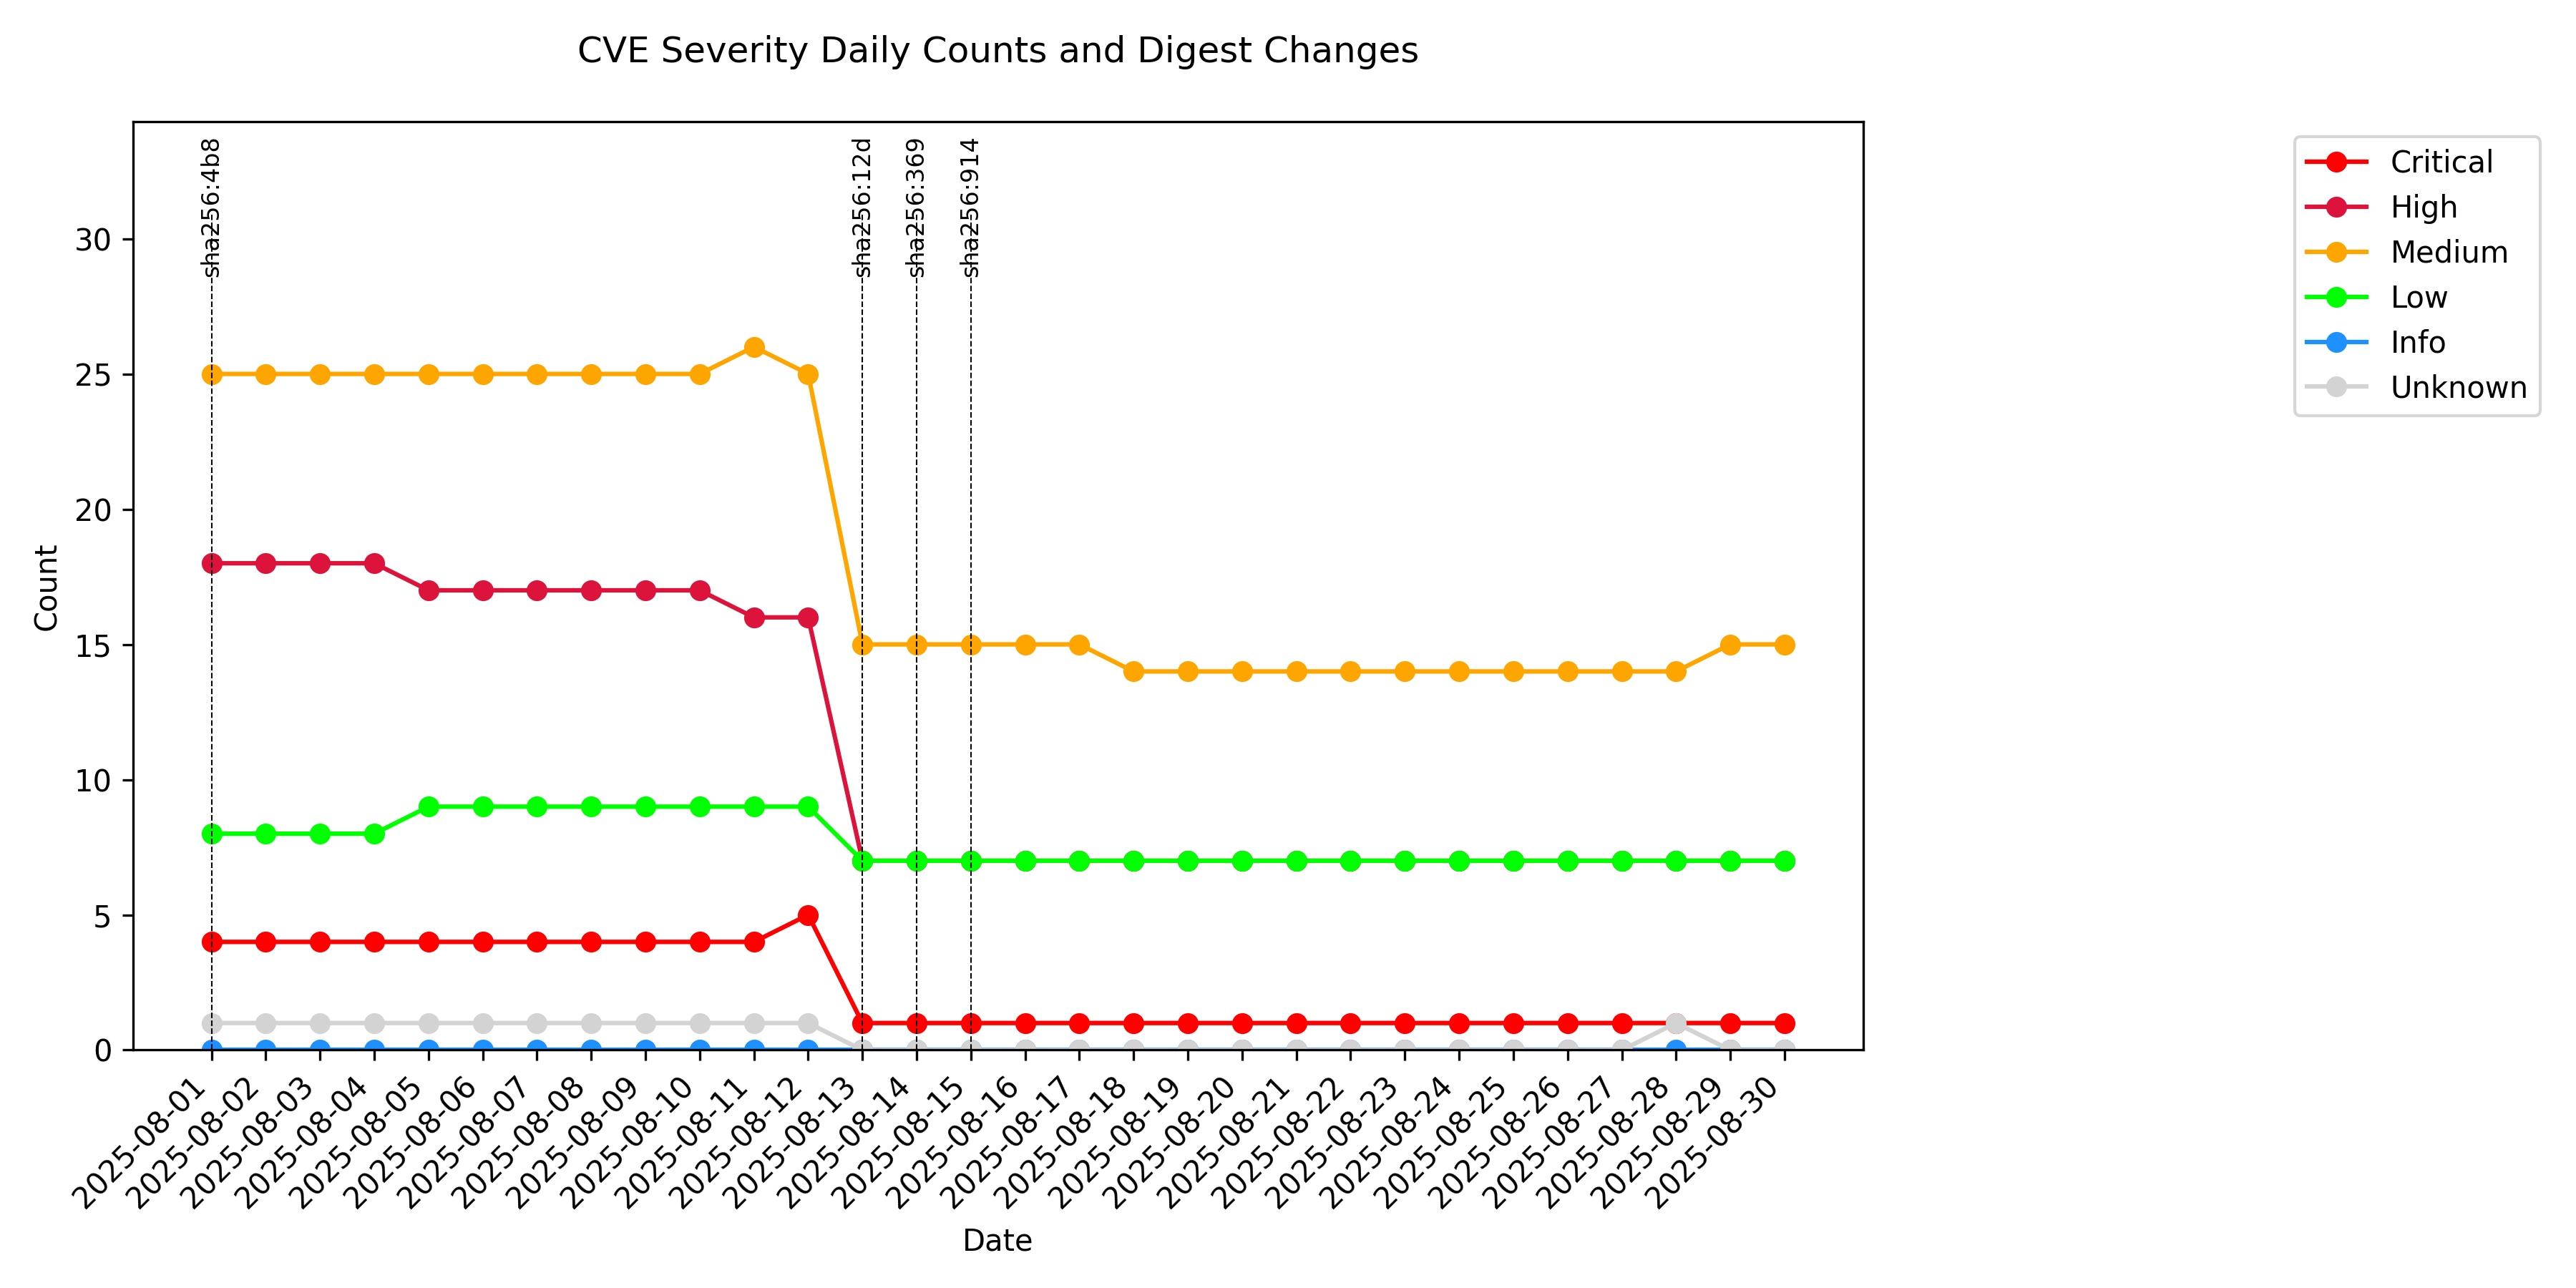 CVE Severity Daily Counts and Digest Changes
sha256:4b8
sha256:12d
sha256:369
sha256:914
Critical
High
Medium
Low
Info
Unknown
Count
30
25
20
15
10
5
0
2025-08-01
2025-08-02
2025-08-03
2025-08-04
2025-08-05
2025-08-06
2025-08-07
2025-08-08
2025-08-09
2025-08-10
2025-08-11
2025-08-12
2025-08-13
2025-08-14
2025-08-15
2025-08-16
2025-08-17
2025-08-18
2025-08-19
2025-08-20
2025-08-21
2025-08-22
2025-08-23
2025-08-24
2025-08-25
2025-08-26
2025-08-27
2025-08-28
2025-08-29
2025-08-30
Date